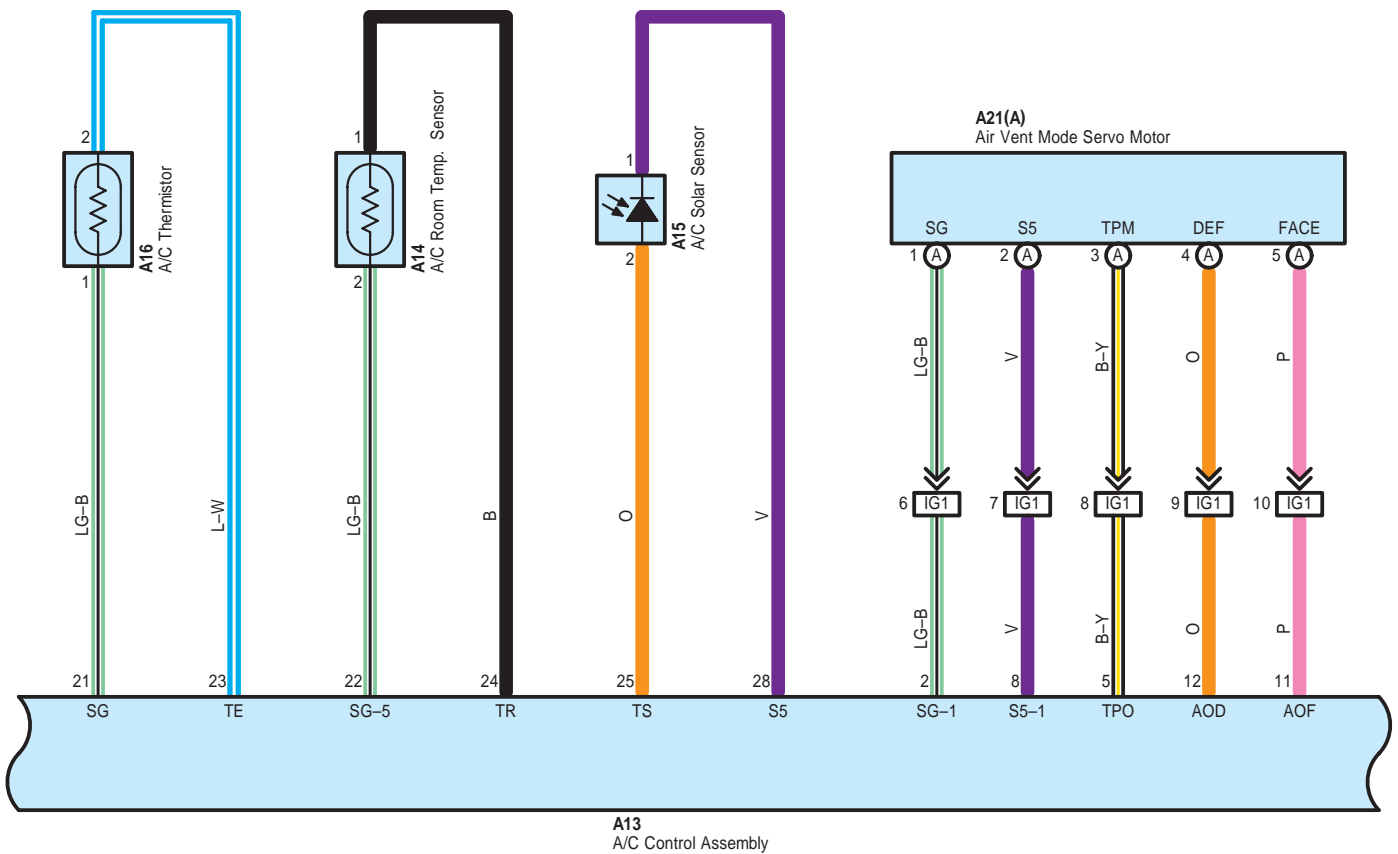 2
A16
A/C Thermistor
1
1
A14
A/C Room Temp. Sensor
2
1
A15
A/C Solar Sensor
2
A21(A)
Air Vent Mode Servo Motor
SG S5 TPM DEF FACE
1 A 2 A 3 A 4 A 5 A
LG–B V B–Y O P
6 IG1 7 IG1 8 IG1 9 IG1 10 IG1
LG–B L–W LG–B B O V
LG–B V B–Y O P
21 23 22 24 25 28 2 8 5 12 11
SG TE SG–5 TR TS S5 SG–1 S5–1 TPO AOD AOF
A13
A/C Control Assembly